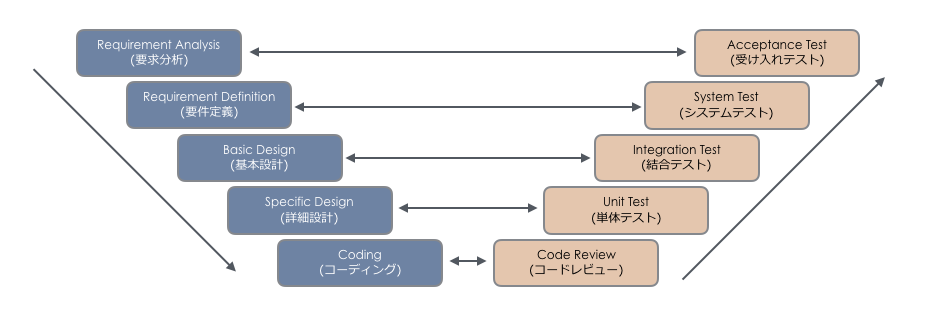 Requirement Analysis
(要求分析)
Acceptance Test
(受け入れテスト)
Requirement Definition
(要件定義)
System Test
(システムテスト)
Basic Design
(基本設計)
Integration Test
(結合テスト)
Specific Design
(詳細設計)
Unit Test
(単体テスト)
Coding
(コーディング)
Code Review
(コードレビュー)